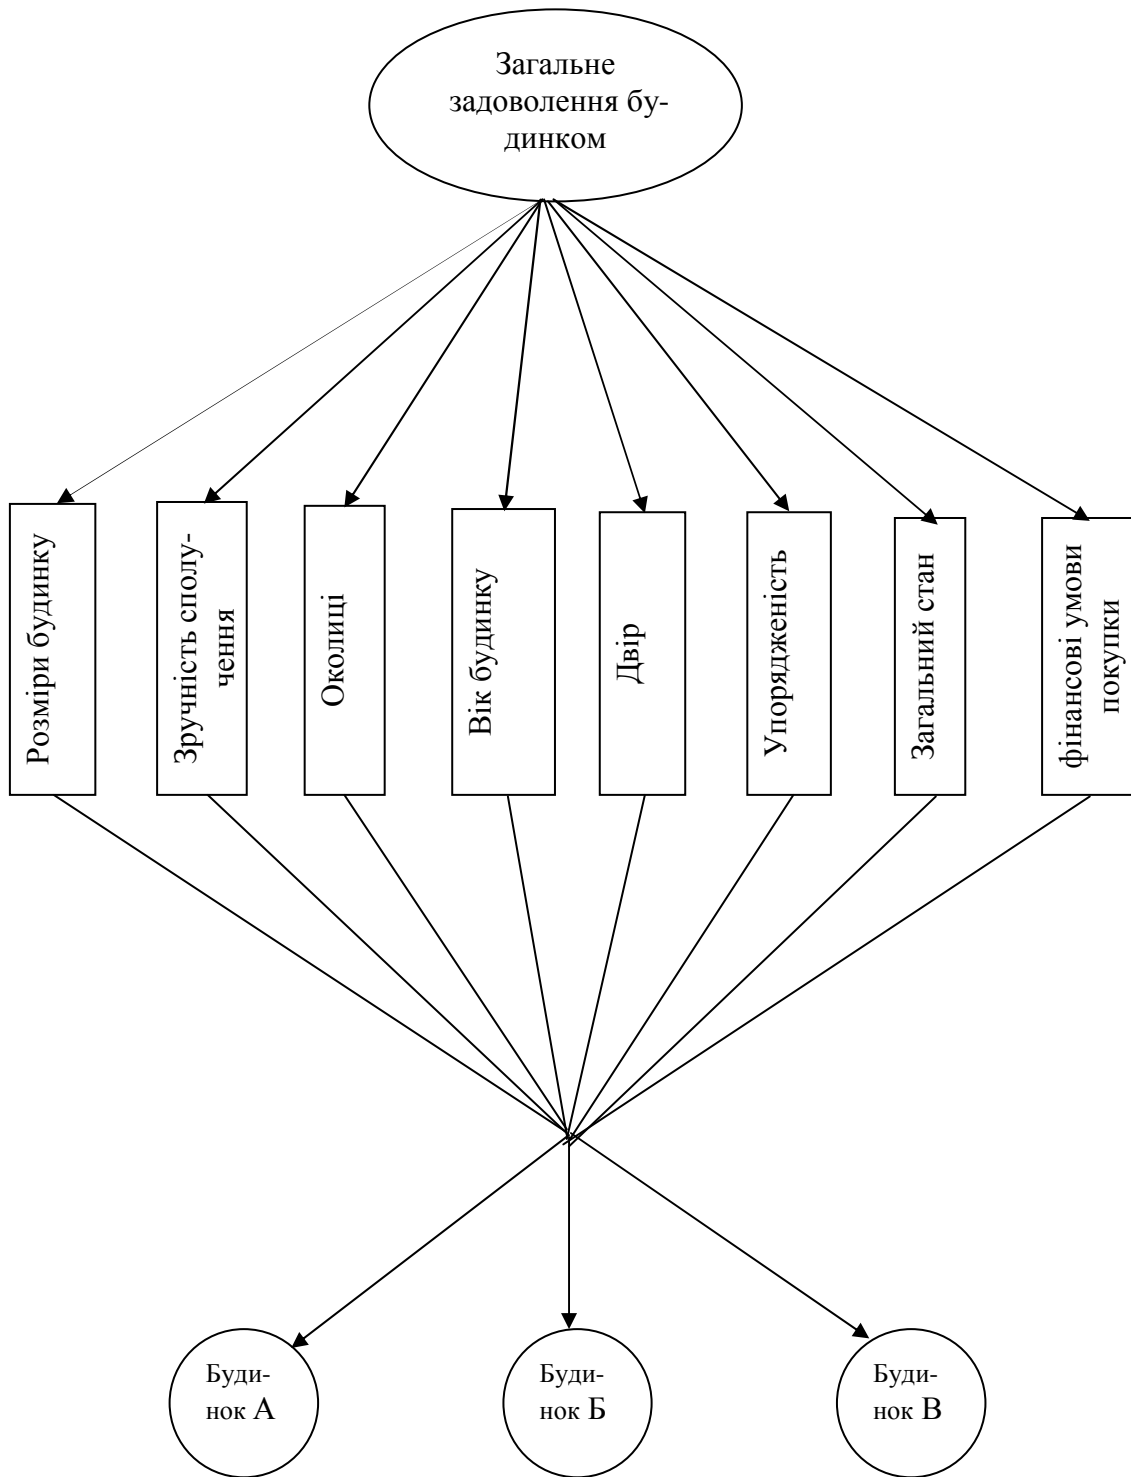 Загальне
задоволення бу-
динком
Розміри будинку
Зручність сполу-
чення
Околиці
Вік будинку
Двір
Упорядженість
Загальний стан
фінансові умови
покупки
Буди-
нок А
Буди-
нок Б
Буди-
нок В